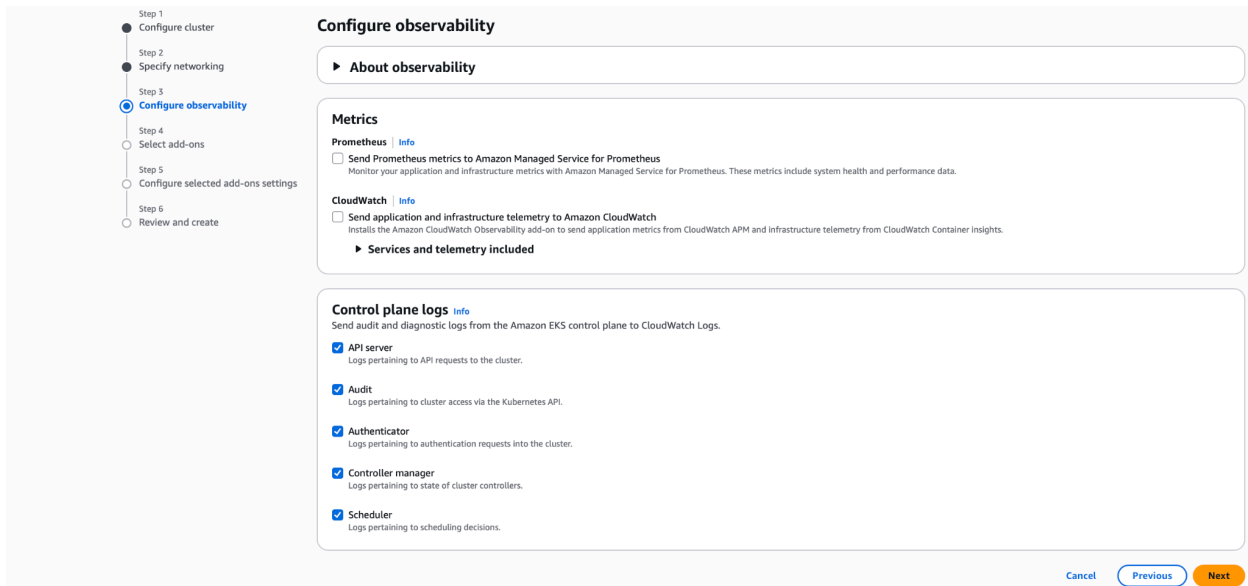 Step 1
Configure cluster
Step 2
Specify networking
Step 3
Configure observability
Step 4
Select add-ons
Step 5
Configure selected add-ons settings
Step 6
Review and create
Configure observability
About observability
Metrics
Prometheus Info
Send Prometheus metrics to Amazon Managed Service for Prometheus
Monitor your application and infrastructure metrics with Amazon Managed Service for Prometheus. These metrics include system health and performance data.
CloudWatch Info
Send application and infrastructure telemetry to Amazon CloudWatch
Installs the Amazon CloudWatch Observability add-on to send application metrics from CloudWatch APM and infrastructure telemetry from CloudWatch Container insights.
Services and telemetry included
Control plane logs Info
Send audit and diagnostic logs from the Amazon EKS control plane to CloudWatch Logs.
API server
Logs pertaining to API requests to the cluster.
Audit
Logs pertaining to cluster access via the Kubernetes API.
Authenticator
Logs pertaining to authentication requests into the cluster.
Controller manager
Logs pertaining to state of cluster controllers.
Scheduler
Logs pertaining to scheduling decisions.
Cancel Previous Next